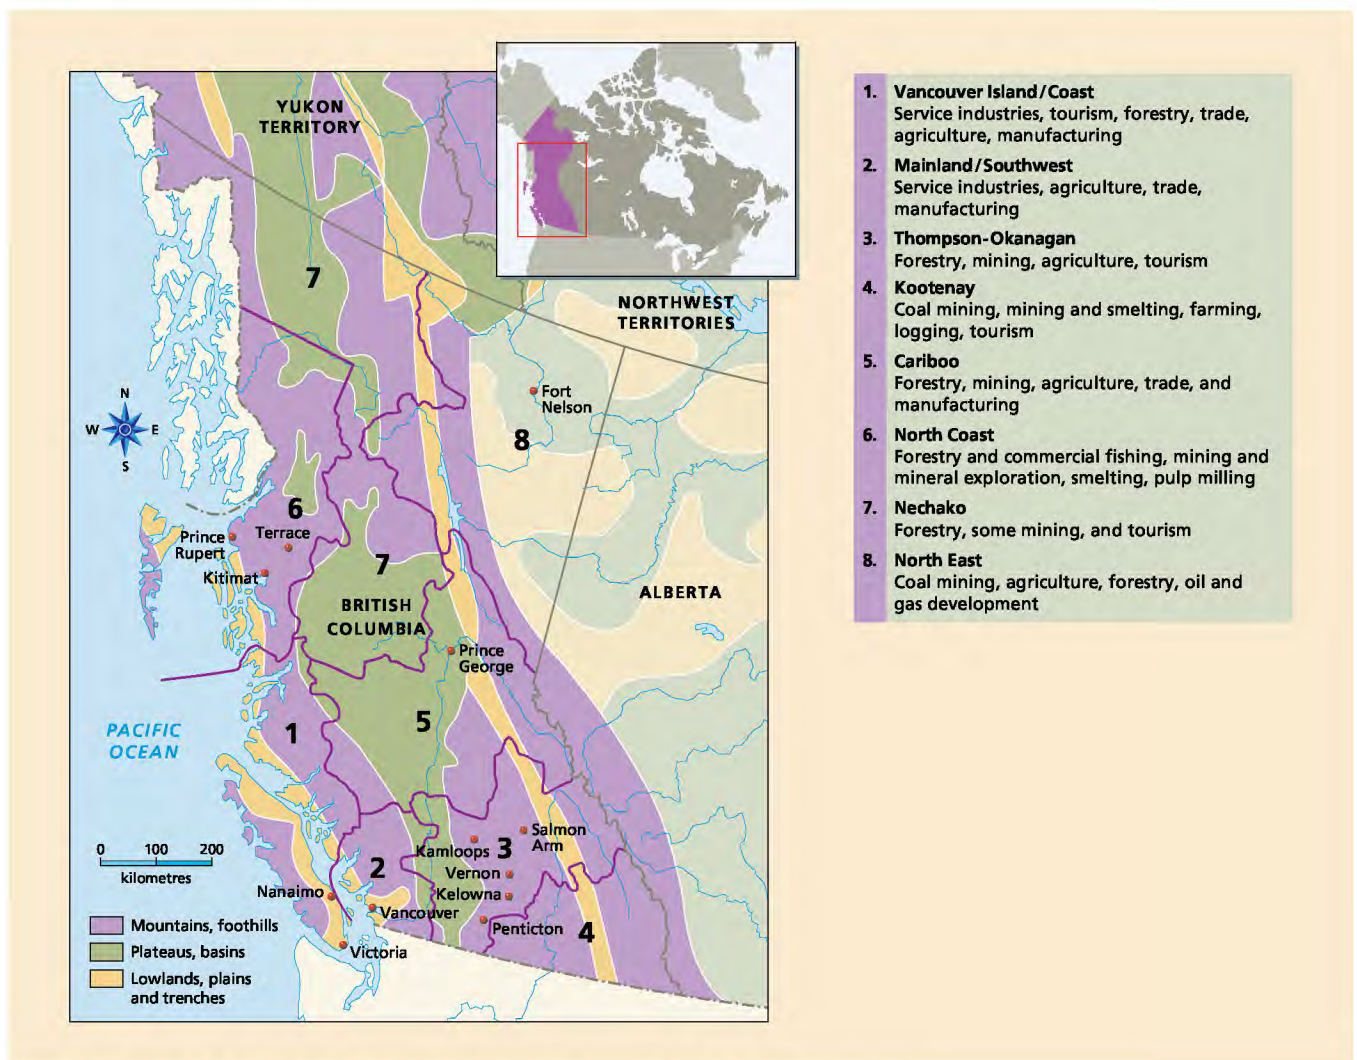 YUKON
TERRITORY
7
NORTHWEST
TERRITORIES
Fort
Nelson
8
N
W E
S
6
Terrace
Prince
Rupert
Kitimat
7
BRITISH
COLUMBIA
ALBERTA
Prince
George
1
5
PACIFIC
OCEAN
Salmon
Arm
Kamloops
3
2
Vernon
Kelowna
Nanaimo
Vancouver
Penticton
4
Victoria
0 100 200
kilometres
Mountains, foothills
Plateaus, basins
Lowlands, plains
and trenches
1. Vancouver Island/Coast
Service industries, tourism, forestry, trade,
agriculture, manufacturing
2. Mainland/Southwest
Service industries, agriculture, trade,
manufacturing
3. Thompson-Okanagan
Forestry, mining, agriculture, tourism
4. Kootenay
Coal mining, mining and smelting, farming,
logging, tourism
5. Cariboo
Forestry, mining, agriculture, trade, and
manufacturing
6. North Coast
Forestry and commercial fishing, mining and
mineral exploration, smelting, pulp milling
7. Nechako
Forestry, some mining, and tourism
8. North East
Coal mining, agriculture, forestry, oil and
gas development